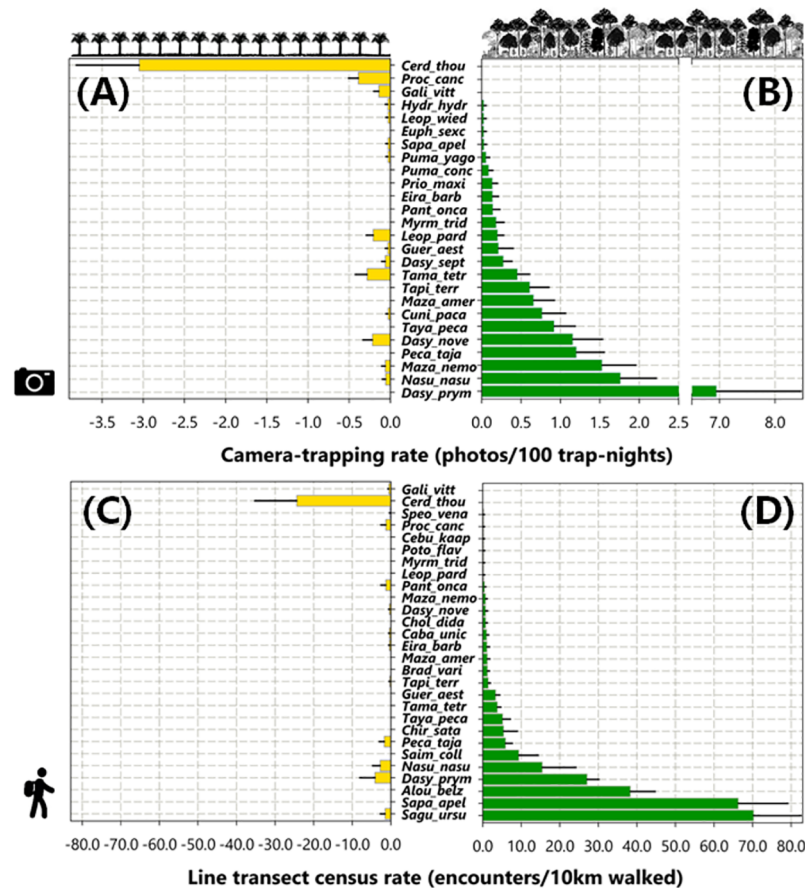 (A)
(B)
Cerd_thou
Proc_canc
Gali_vitt
Hydr_hydr
Leop_wied
Euph_sexc
Sapa_apel
Puma_yago
Puma_conc
Prio_maxi
Eira_barb
Pant_onca
Myrm_trid
Leop_pard
Guer_aest
Dasy_sept
Tama_tetr
Tapi_terr
Maza_amer
Cuni_paca
Taya_peca
Dasy_nove
Peca_taja
Maza_nemo
Nasu_nasu
Dasy_prym
-3.5 -3.0 -2.5 -2.0 -1.5 -1.0 -0.5 0.0 0.0 0.5 1.0 1.5 2.0 2.5 7.0 8.0
Camera-trapping rate (photos/100 trap-nights)
(C)
(D)
Gali_vitt
Cerd_thou
Speo_vena
Proc_canc
Cebu_kaap
Poto_flav
Myrm_trid
Leop_pard
Pant_onca
Maza_nemo
Dasy_nove
Chol_dida
Caba_unic
Eira_barb
Maza_amer
Brad_vari
Tapi_terr
Guer_aest
Tama_tetr
Taya_peca
Chir_sata
Peca_taja
Saim_coll
Nasu_nasu
Dasy_prym
Alou_belz
Sapa_apel
Sagu_ursu
-80.0 -70.0 -60.0 -50.0 -40.0 -30.0 -20.0 -10.0 0.0 0.0 10.0 20.0 30.0 40.0 50.0 60.0 70.0 80.0
Line transect census rate (encounters/10km walked)